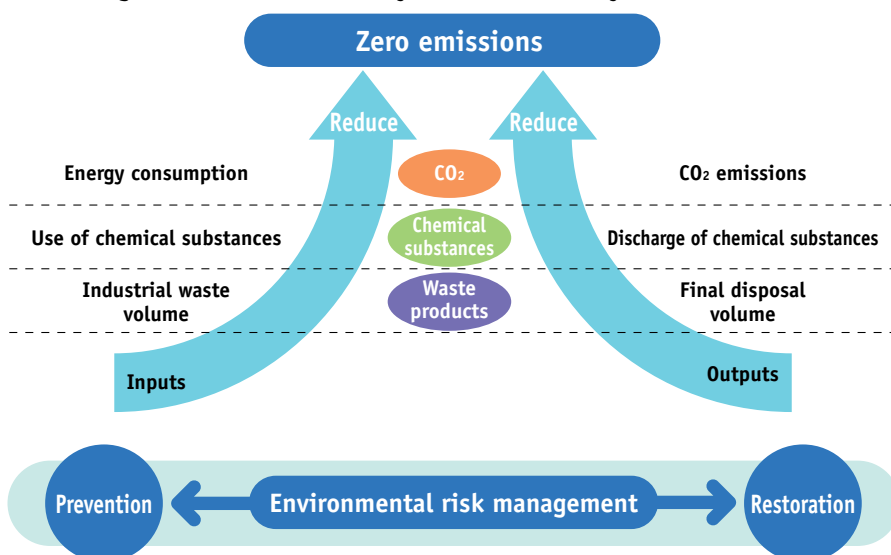 Zero emissions
Reduce
Reduce
Energy consumption
CO₂
CO₂ emissions
Use of chemical substances
Chemical
substances
Discharge of chemical substances
Industrial waste
volume
Waste
products
Final disposal
volume
Inputs
Outputs
Prevention
Environmental risk management
Restoration